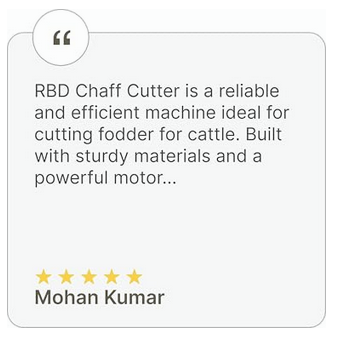 “
RBD Chaff Cutter is a reliable
and efficient machine ideal for
cutting fodder for cattle. Built
with sturdy materials and a
powerful motor...
Mohan Kumar